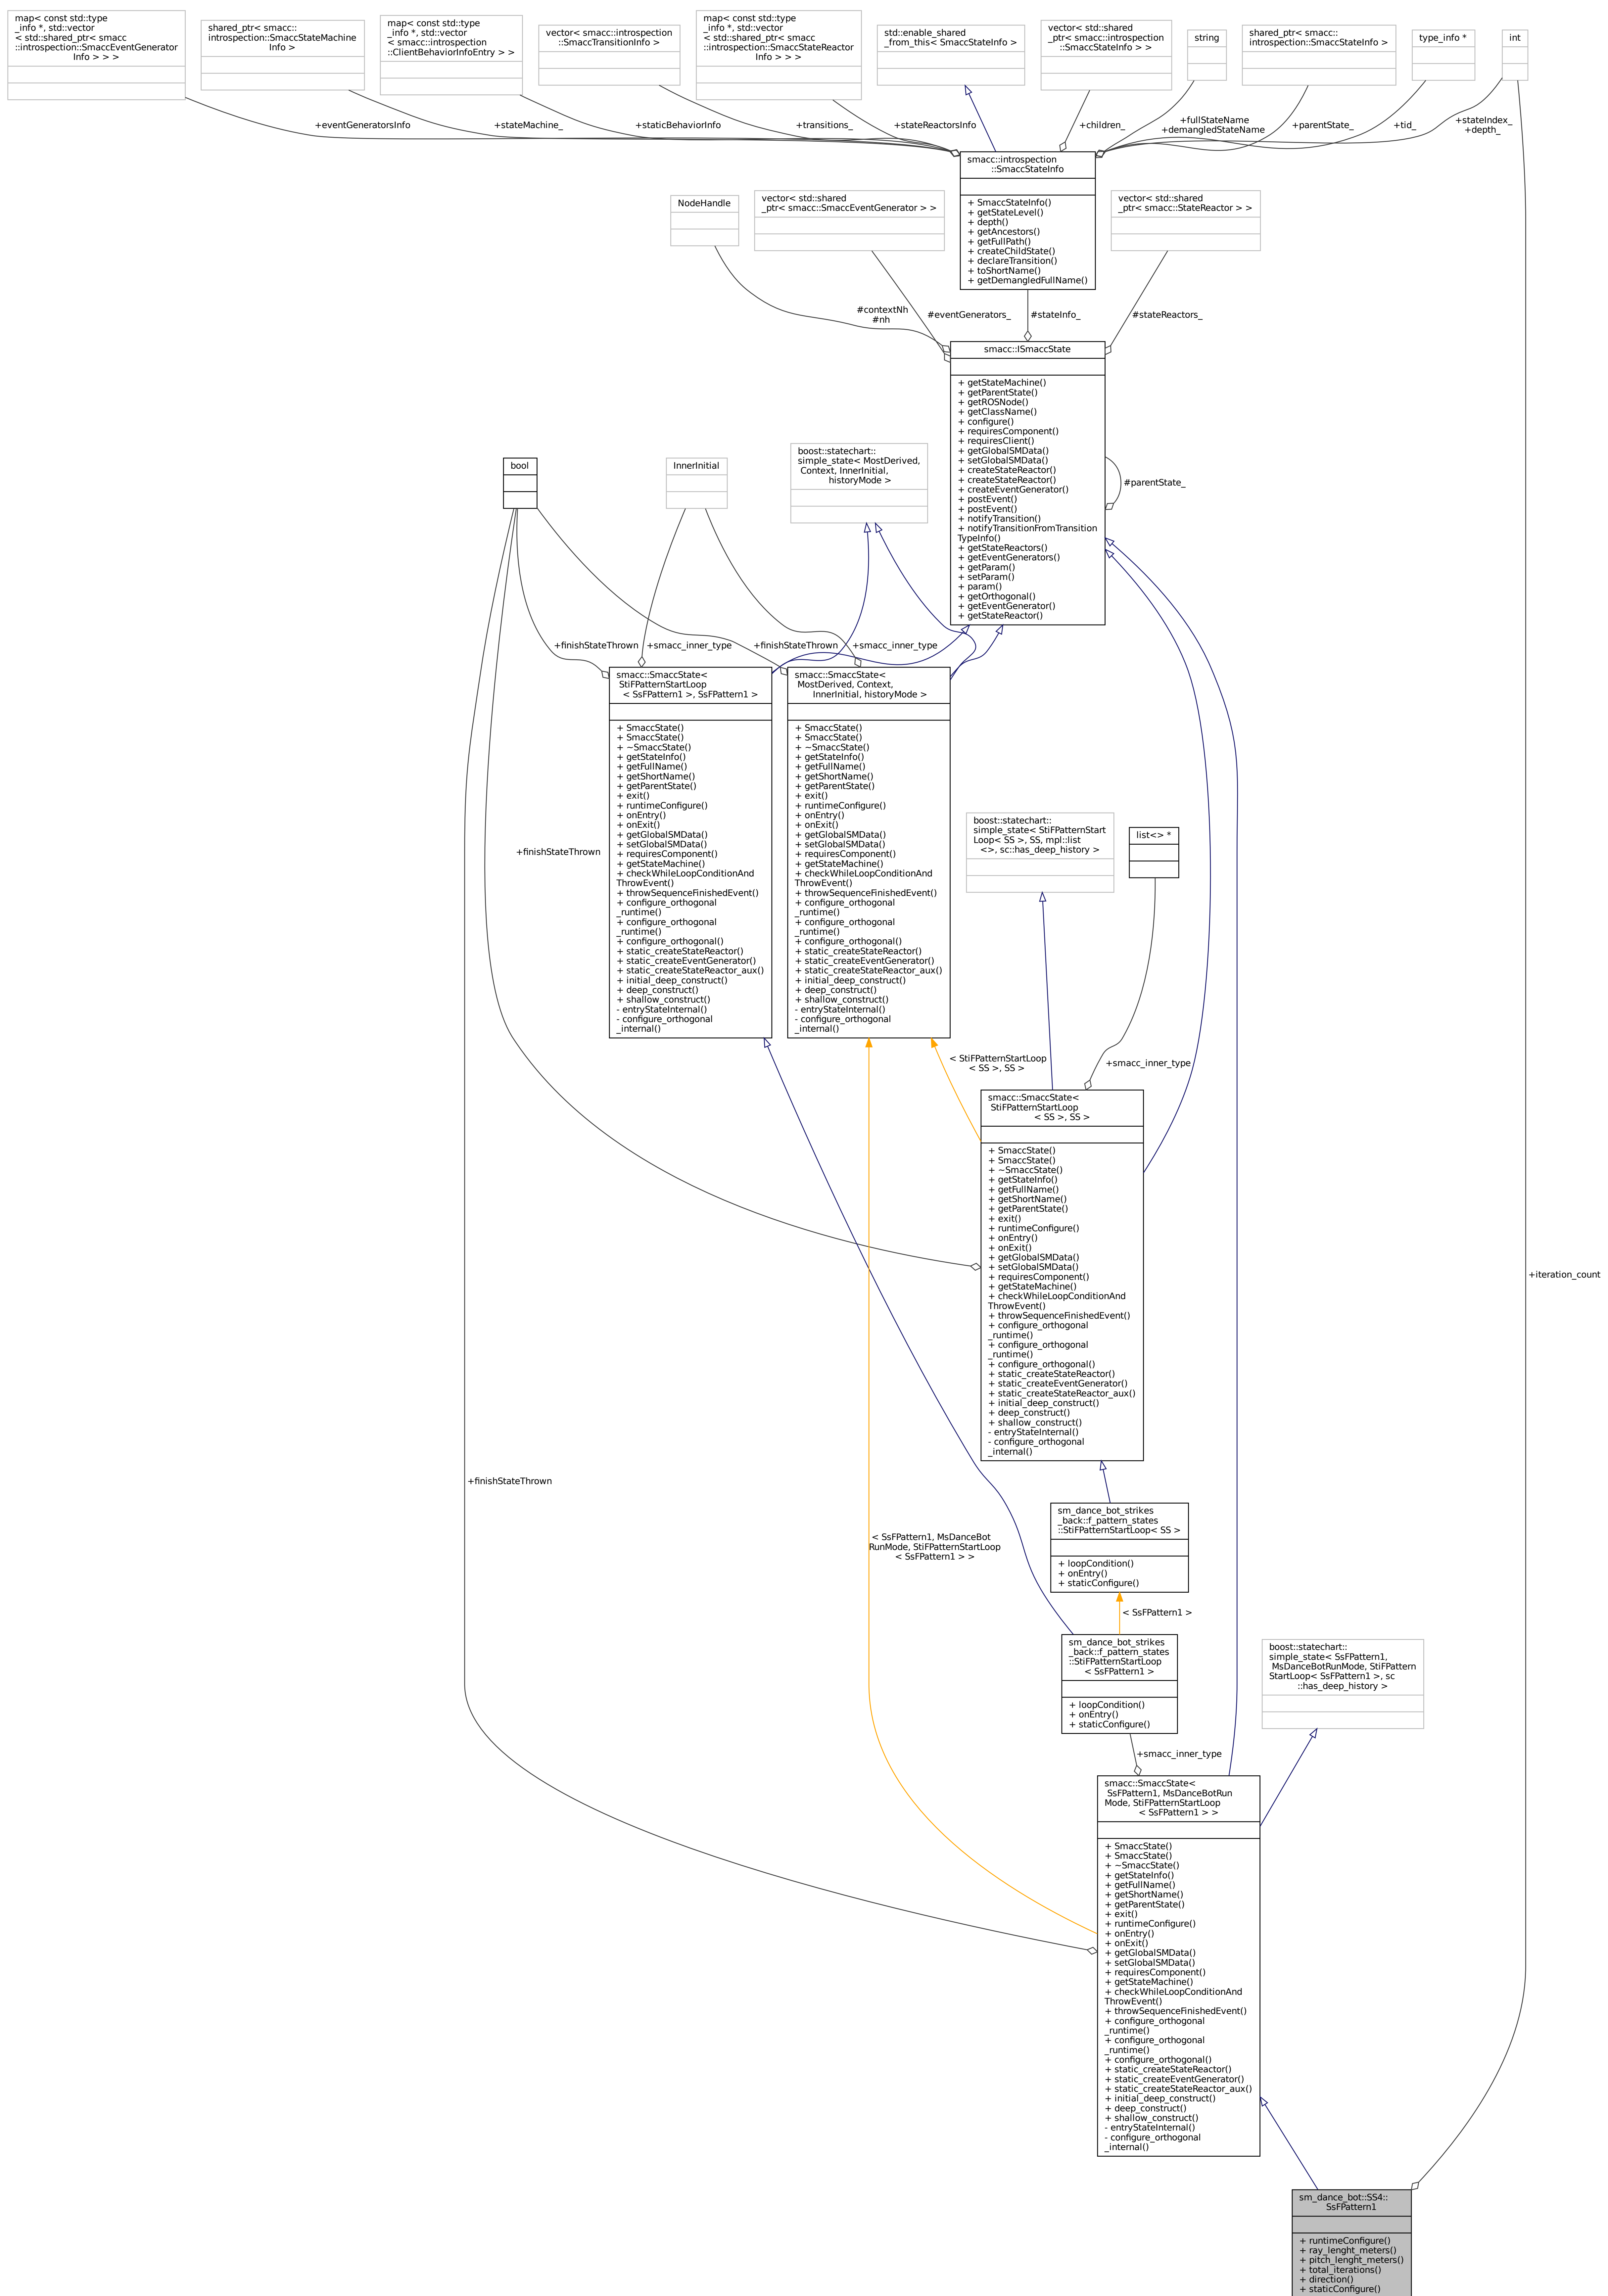 map< const std::type
_info *, std::vector
< std::shared_ptr< smacc
::introspection::SmaccEventGenerator
Info > > >
shared_ptr< smacc::
introspection::SmaccStateMachine
Info >
map< const std::type
_info *, std::vector
< smacc::introspection
::ClientBehaviorInfoEntry > >
vector< smacc::introspection
::SmaccTransitionInfo >
map< const std::type
_info *, std::vector
< std::shared_ptr< smacc
::introspection::SmaccStateReactor
Info > > >
std::enable_shared
_from_this< SmaccStateInfo >
vector< std::shared
_ptr< smacc::introspection
::SmaccStateInfo > >
string
shared_ptr< smacc::
introspection::SmaccStateInfo >
type_info *
int
+eventGeneratorsInfo
+stateMachine_
+staticBehaviorInfo
+transitions_
+stateReactorsInfo
+children_
+fullStateName
+demangledStateName
+parentState_
+tid_
+stateIndex_
+depth_
smacc::introspection
::SmaccStateInfo
+ SmaccStateInfo()
+ getStateLevel()
+ depth()
+ getAncestors()
+ getFullPath()
+ createChildState()
+ declareTransition()
+ toShortName()
+ getDemangledFullName()
NodeHandle
vector< std::shared
_ptr< smacc::SmaccEventGenerator > >
vector< std::shared
_ptr< smacc::StateReactor > >
#contextNh
#nh
#eventGenerators_
#stateInfo_
#stateReactors_
smacc::ISmaccState
+ getStateMachine()
+ getParentState()
+ getROSNode()
+ getClassName()
+ configure()
+ requiresComponent()
+ requiresClient()
+ getGlobalSMData()
+ setGlobalSMData()
+ createStateReactor()
+ createStateReactor()
+ createEventGenerator()
+ postEvent()
+ postEvent()
+ notifyTransition()
+ notifyTransitionFromTransition
TypeInfo()
+ getStateReactors()
+ getEventGenerators()
+ getParam()
+ setParam()
+ param()
+ getOrthogonal()
+ getEventGenerator()
+ getStateReactor()
#parentState_
bool
InnerInitial
boost::statechart::
simple_state< MostDerived,
Context, InnerInitial,
historyMode >
+finishStateThrown
+smacc_inner_type
+finishStateThrown
+smacc_inner_type
smacc::SmaccState<
StiFPatternStartLoop
< SsFPattern1 >, SsFPattern1 >
+ SmaccState()
+ SmaccState()
+ ~SmaccState()
+ getStateInfo()
+ getFullName()
+ getShortName()
+ getParentState()
+ exit()
+ runtimeConfigure()
+ onEntry()
+ onExit()
+ getGlobalSMData()
+ setGlobalSMData()
+ requiresComponent()
+ getStateMachine()
+ checkWhileLoopConditionAnd
ThrowEvent()
+ throwSequenceFinishedEvent()
+ configure_orthogonal
_runtime()
+ configure_orthogonal
_runtime()
+ configure_orthogonal()
+ static_createStateReactor()
+ static_createEventGenerator()
+ static_createStateReactor_aux()
+ initial_deep_construct()
+ deep_construct()
+ shallow_construct()
- entryStateInternal()
- configure_orthogonal
_internal()
smacc::SmaccState<
MostDerived, Context,
InnerInitial, historyMode >
+ SmaccState()
+ SmaccState()
+ ~SmaccState()
+ getStateInfo()
+ getFullName()
+ getShortName()
+ getParentState()
+ exit()
+ runtimeConfigure()
+ onEntry()
+ onExit()
+ getGlobalSMData()
+ setGlobalSMData()
+ requiresComponent()
+ getStateMachine()
+ checkWhileLoopConditionAnd
ThrowEvent()
+ throwSequenceFinishedEvent()
+ configure_orthogonal
_runtime()
+ configure_orthogonal
_runtime()
+ configure_orthogonal()
+ static_createStateReactor()
+ static_createEventGenerator()
+ static_createStateReactor_aux()
+ initial_deep_construct()
+ deep_construct()
+ shallow_construct()
- entryStateInternal()
- configure_orthogonal
_internal()
+finishStateThrown
boost::statechart::
simple_state< StiFPatternStart
Loop< SS >, SS, mpl::list
<>, sc::has_deep_history >
list<> *
< StiFPatternStartLoop
< SS >, SS >
+smacc_inner_type
smacc::SmaccState<
StiFPatternStartLoop
< SS >, SS >
+ SmaccState()
+ SmaccState()
+ ~SmaccState()
+ getStateInfo()
+ getFullName()
+ getShortName()
+ getParentState()
+ exit()
+ runtimeConfigure()
+ onEntry()
+ onExit()
+ getGlobalSMData()
+ setGlobalSMData()
+ requiresComponent()
+ getStateMachine()
+ checkWhileLoopConditionAnd
ThrowEvent()
+ throwSequenceFinishedEvent()
+ configure_orthogonal
_runtime()
+ configure_orthogonal
_runtime()
+ configure_orthogonal()
+ static_createStateReactor()
+ static_createEventGenerator()
+ static_createStateReactor_aux()
+ initial_deep_construct()
+ deep_construct()
+ shallow_construct()
- entryStateInternal()
- configure_orthogonal
_internal()
+iteration_count
+finishStateThrown
< SsFPattern1, MsDanceBot
RunMode, StiFPatternStartLoop
< SsFPattern1 > >
sm_dance_bot_strikes
_back::f_pattern_states
::StiFPatternStartLoop< SS >
+ loopCondition()
+ onEntry()
+ staticConfigure()
< SsFPattern1 >
sm_dance_bot_strikes
_back::f_pattern_states
::StiFPatternStartLoop
< SsFPattern1 >
+ loopCondition()
+ onEntry()
+ staticConfigure()
boost::statechart::
simple_state< SsFPattern1,
MsDanceBotRunMode, StiFPattern
StartLoop< SsFPattern1 >, sc
::has_deep_history >
+smacc_inner_type
smacc::SmaccState<
SsFPattern1, MsDanceBotRun
Mode, StiFPatternStartLoop
< SsFPattern1 > >
+ SmaccState()
+ SmaccState()
+ ~SmaccState()
+ getStateInfo()
+ getFullName()
+ getShortName()
+ getParentState()
+ exit()
+ runtimeConfigure()
+ onEntry()
+ onExit()
+ getGlobalSMData()
+ setGlobalSMData()
+ requiresComponent()
+ getStateMachine()
+ checkWhileLoopConditionAnd
ThrowEvent()
+ throwSequenceFinishedEvent()
+ configure_orthogonal
_runtime()
+ configure_orthogonal
_runtime()
+ configure_orthogonal()
+ static_createStateReactor()
+ static_createEventGenerator()
+ static_createStateReactor_aux()
+ initial_deep_construct()
+ deep_construct()
+ shallow_construct()
- entryStateInternal()
- configure_orthogonal
_internal()
sm_dance_bot::SS4::
SsFPattern1
+ runtimeConfigure()
+ ray_lenght_meters()
+ pitch_lenght_meters()
+ total_iterations()
+ direction()
+ staticConfigure()